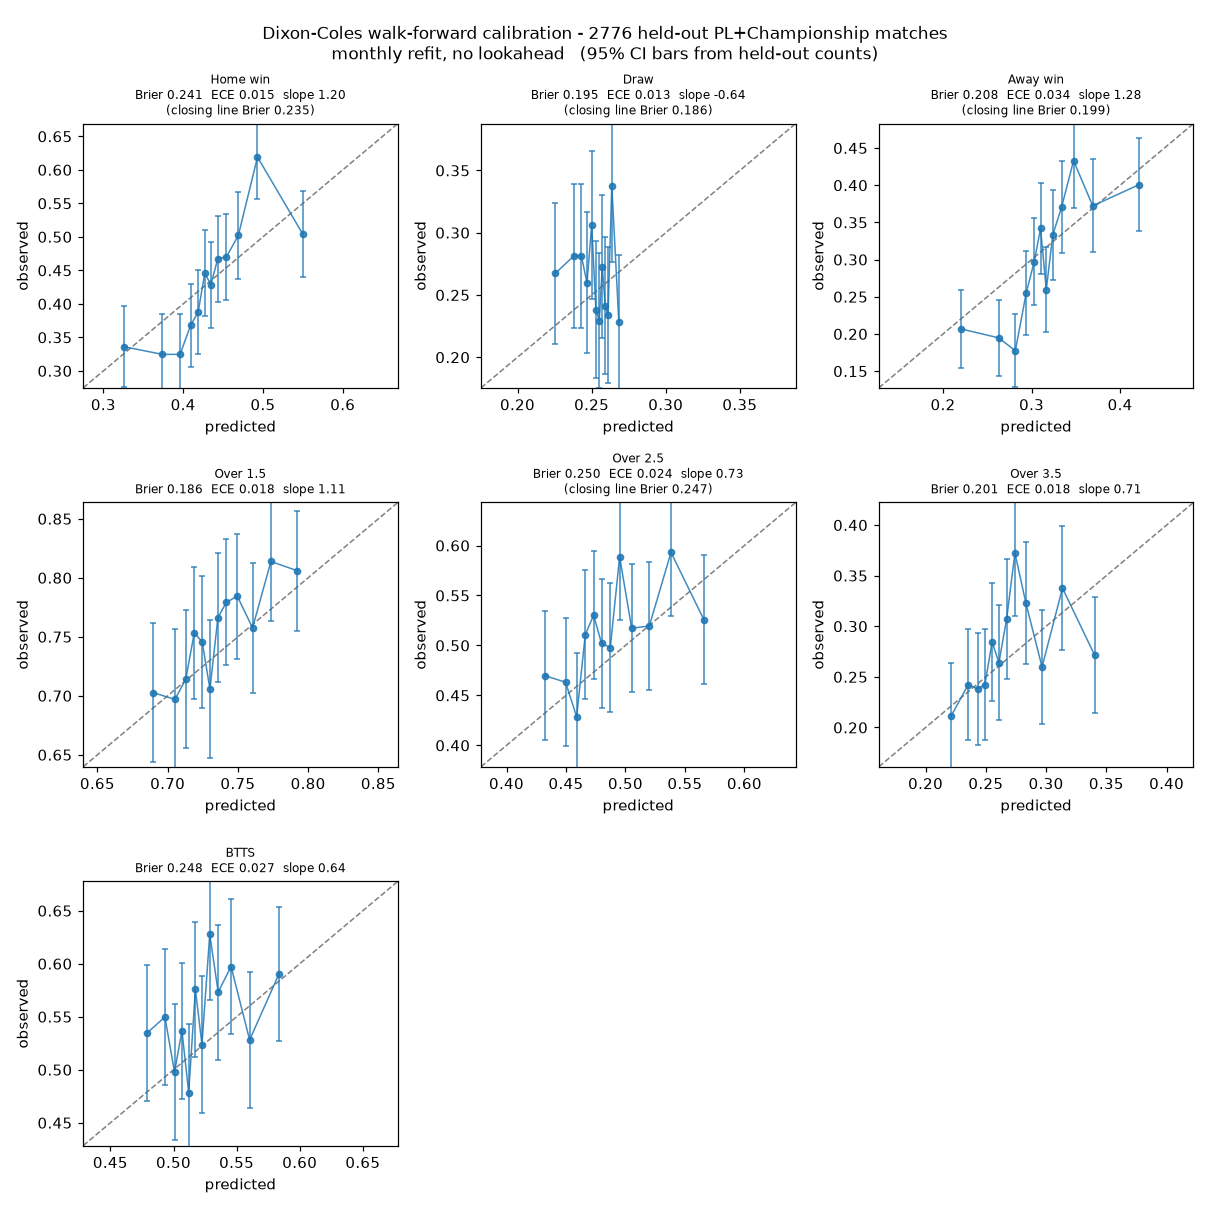 Dixon-Coles walk-forward calibration - 2776 held-out PL+Championship matches
monthly refit, no lookahead   (95% CI bars from held-out counts)
Home win
Brier 0.241  ECE 0.015  slope 1.20
(closing line Brier 0.235)
0.65
0.60
0.55
0.50
0.45
0.40
0.35
0.30
observed
0.3 0.4 0.5 0.6
predicted
Draw
Brier 0.195  ECE 0.013  slope -0.64
(closing line Brier 0.186)
0.35
0.30
0.25
0.20
observed
0.20 0.25 0.30 0.35
predicted
Away win
Brier 0.208  ECE 0.034  slope 1.28
(closing line Brier 0.199)
0.45
0.40
0.35
0.30
0.25
0.20
0.15
observed
0.2 0.3 0.4
predicted
Over 1.5
Brier 0.186  ECE 0.018  slope 1.11
0.85
0.80
0.75
0.70
0.65
observed
0.65 0.70 0.75 0.80 0.85
predicted
Over 2.5
Brier 0.250  ECE 0.024  slope 0.73
(closing line Brier 0.247)
0.60
0.55
0.50
0.45
0.40
observed
0.40 0.45 0.50 0.55 0.60
predicted
Over 3.5
Brier 0.201  ECE 0.018  slope 0.71
0.40
0.35
0.30
0.25
0.20
observed
0.20 0.25 0.30 0.35 0.40
predicted
BTTS
Brier 0.248  ECE 0.027  slope 0.64
0.65
0.60
0.55
0.50
0.45
observed
0.45 0.50 0.55 0.60 0.65
predicted